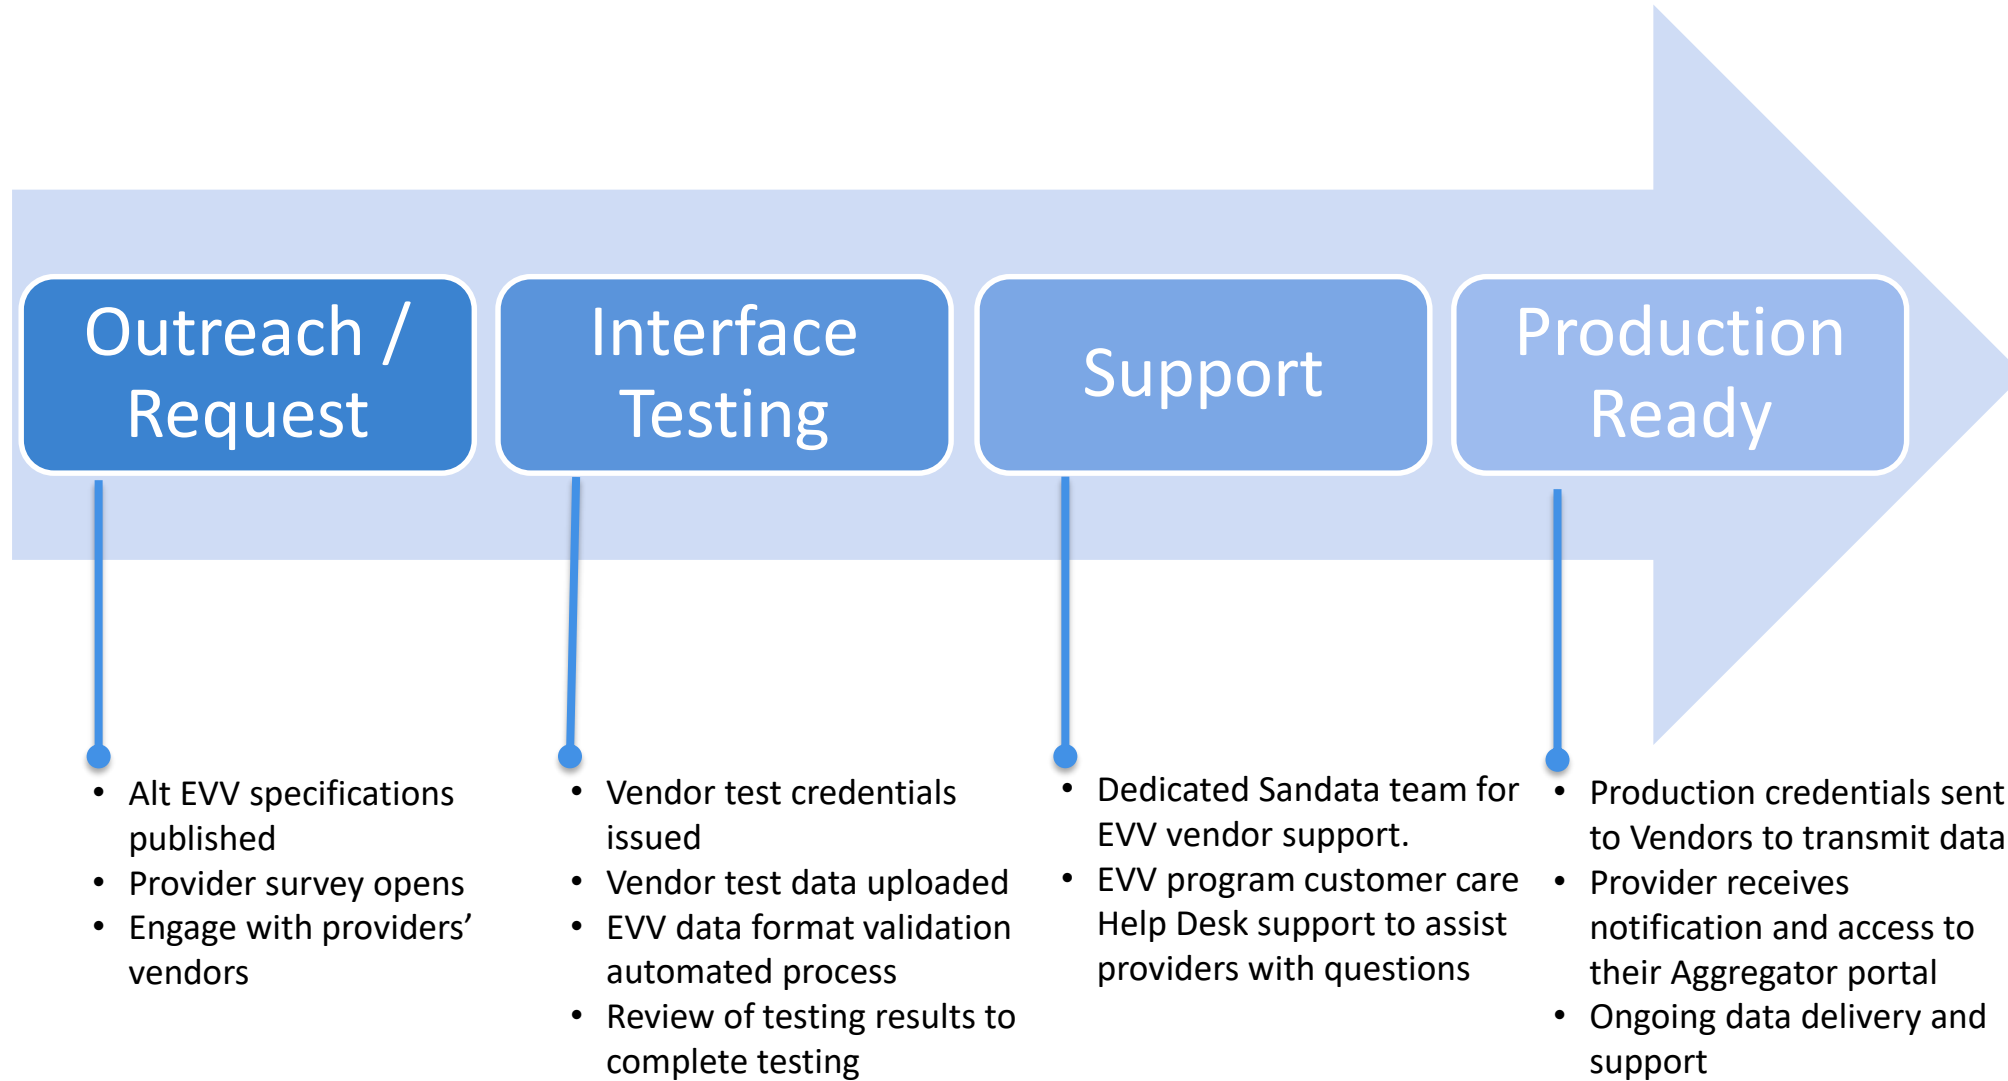 Outreach /
Request
Interface
Testing
Support
Production
Ready
• Alt EVV specifications
published
• Provider survey opens
• Engage with providers’
vendors
• Vendor test credentials
issued
• Vendor test data uploaded
• EVV data format validation
automated process
• Review of testing results to
complete testing
• Dedicated Sandata team for
EVV vendor support.
• EVV program customer care
Help Desk support to assist
providers with questions
• Production credentials sent
to Vendors to transmit data
• Provider receives
notification and access to
their Aggregator portal
• Ongoing data delivery and
support